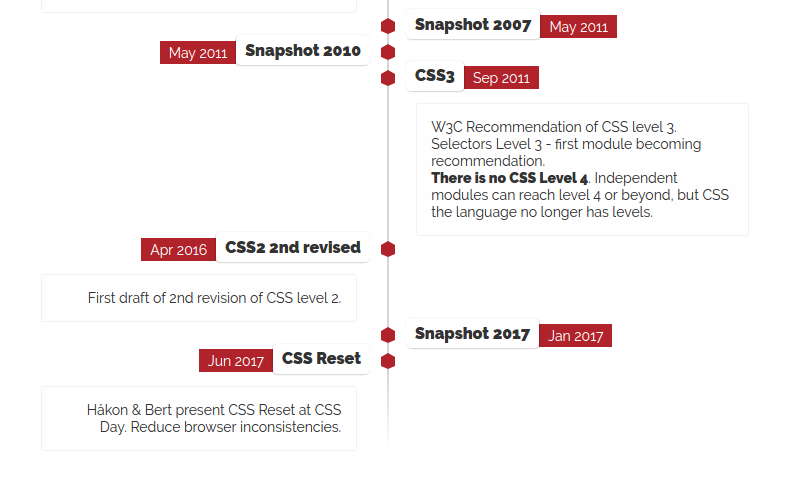 Snapshot 2007 May 2011
May 2011 Snapshot 2010
CSS3 Sep 2011
W3C Recommendation of CSS level 3.
Selectors Level 3 - first module becoming
recommendation.
There is no CSS Level 4. Independent
modules can reach level 4 or beyond, but CSS
the language no longer has levels.
Apr 2016 CSS2 2nd revised
First draft of 2nd revision of CSS level 2.
Snapshot 2017 Jan 2017
Jun 2017 CSS Reset
Håkon & Bert present CSS Reset at CSS
Day. Reduce browser inconsistencies.